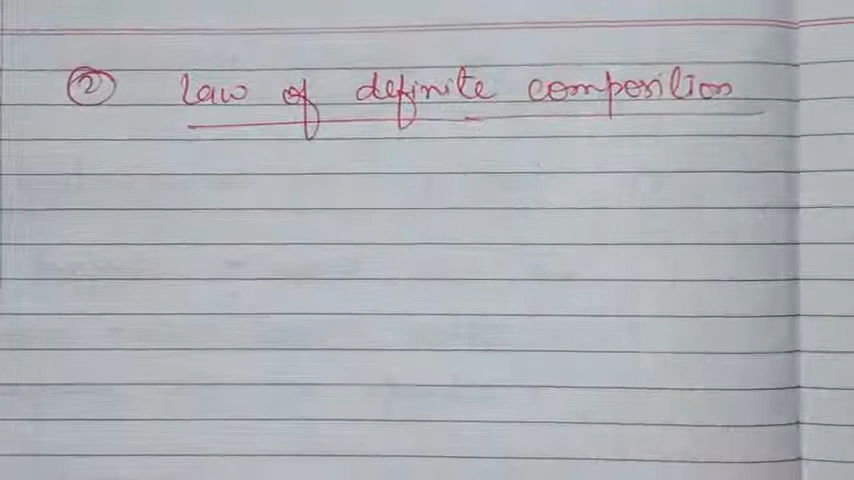 ② Law of definite composition